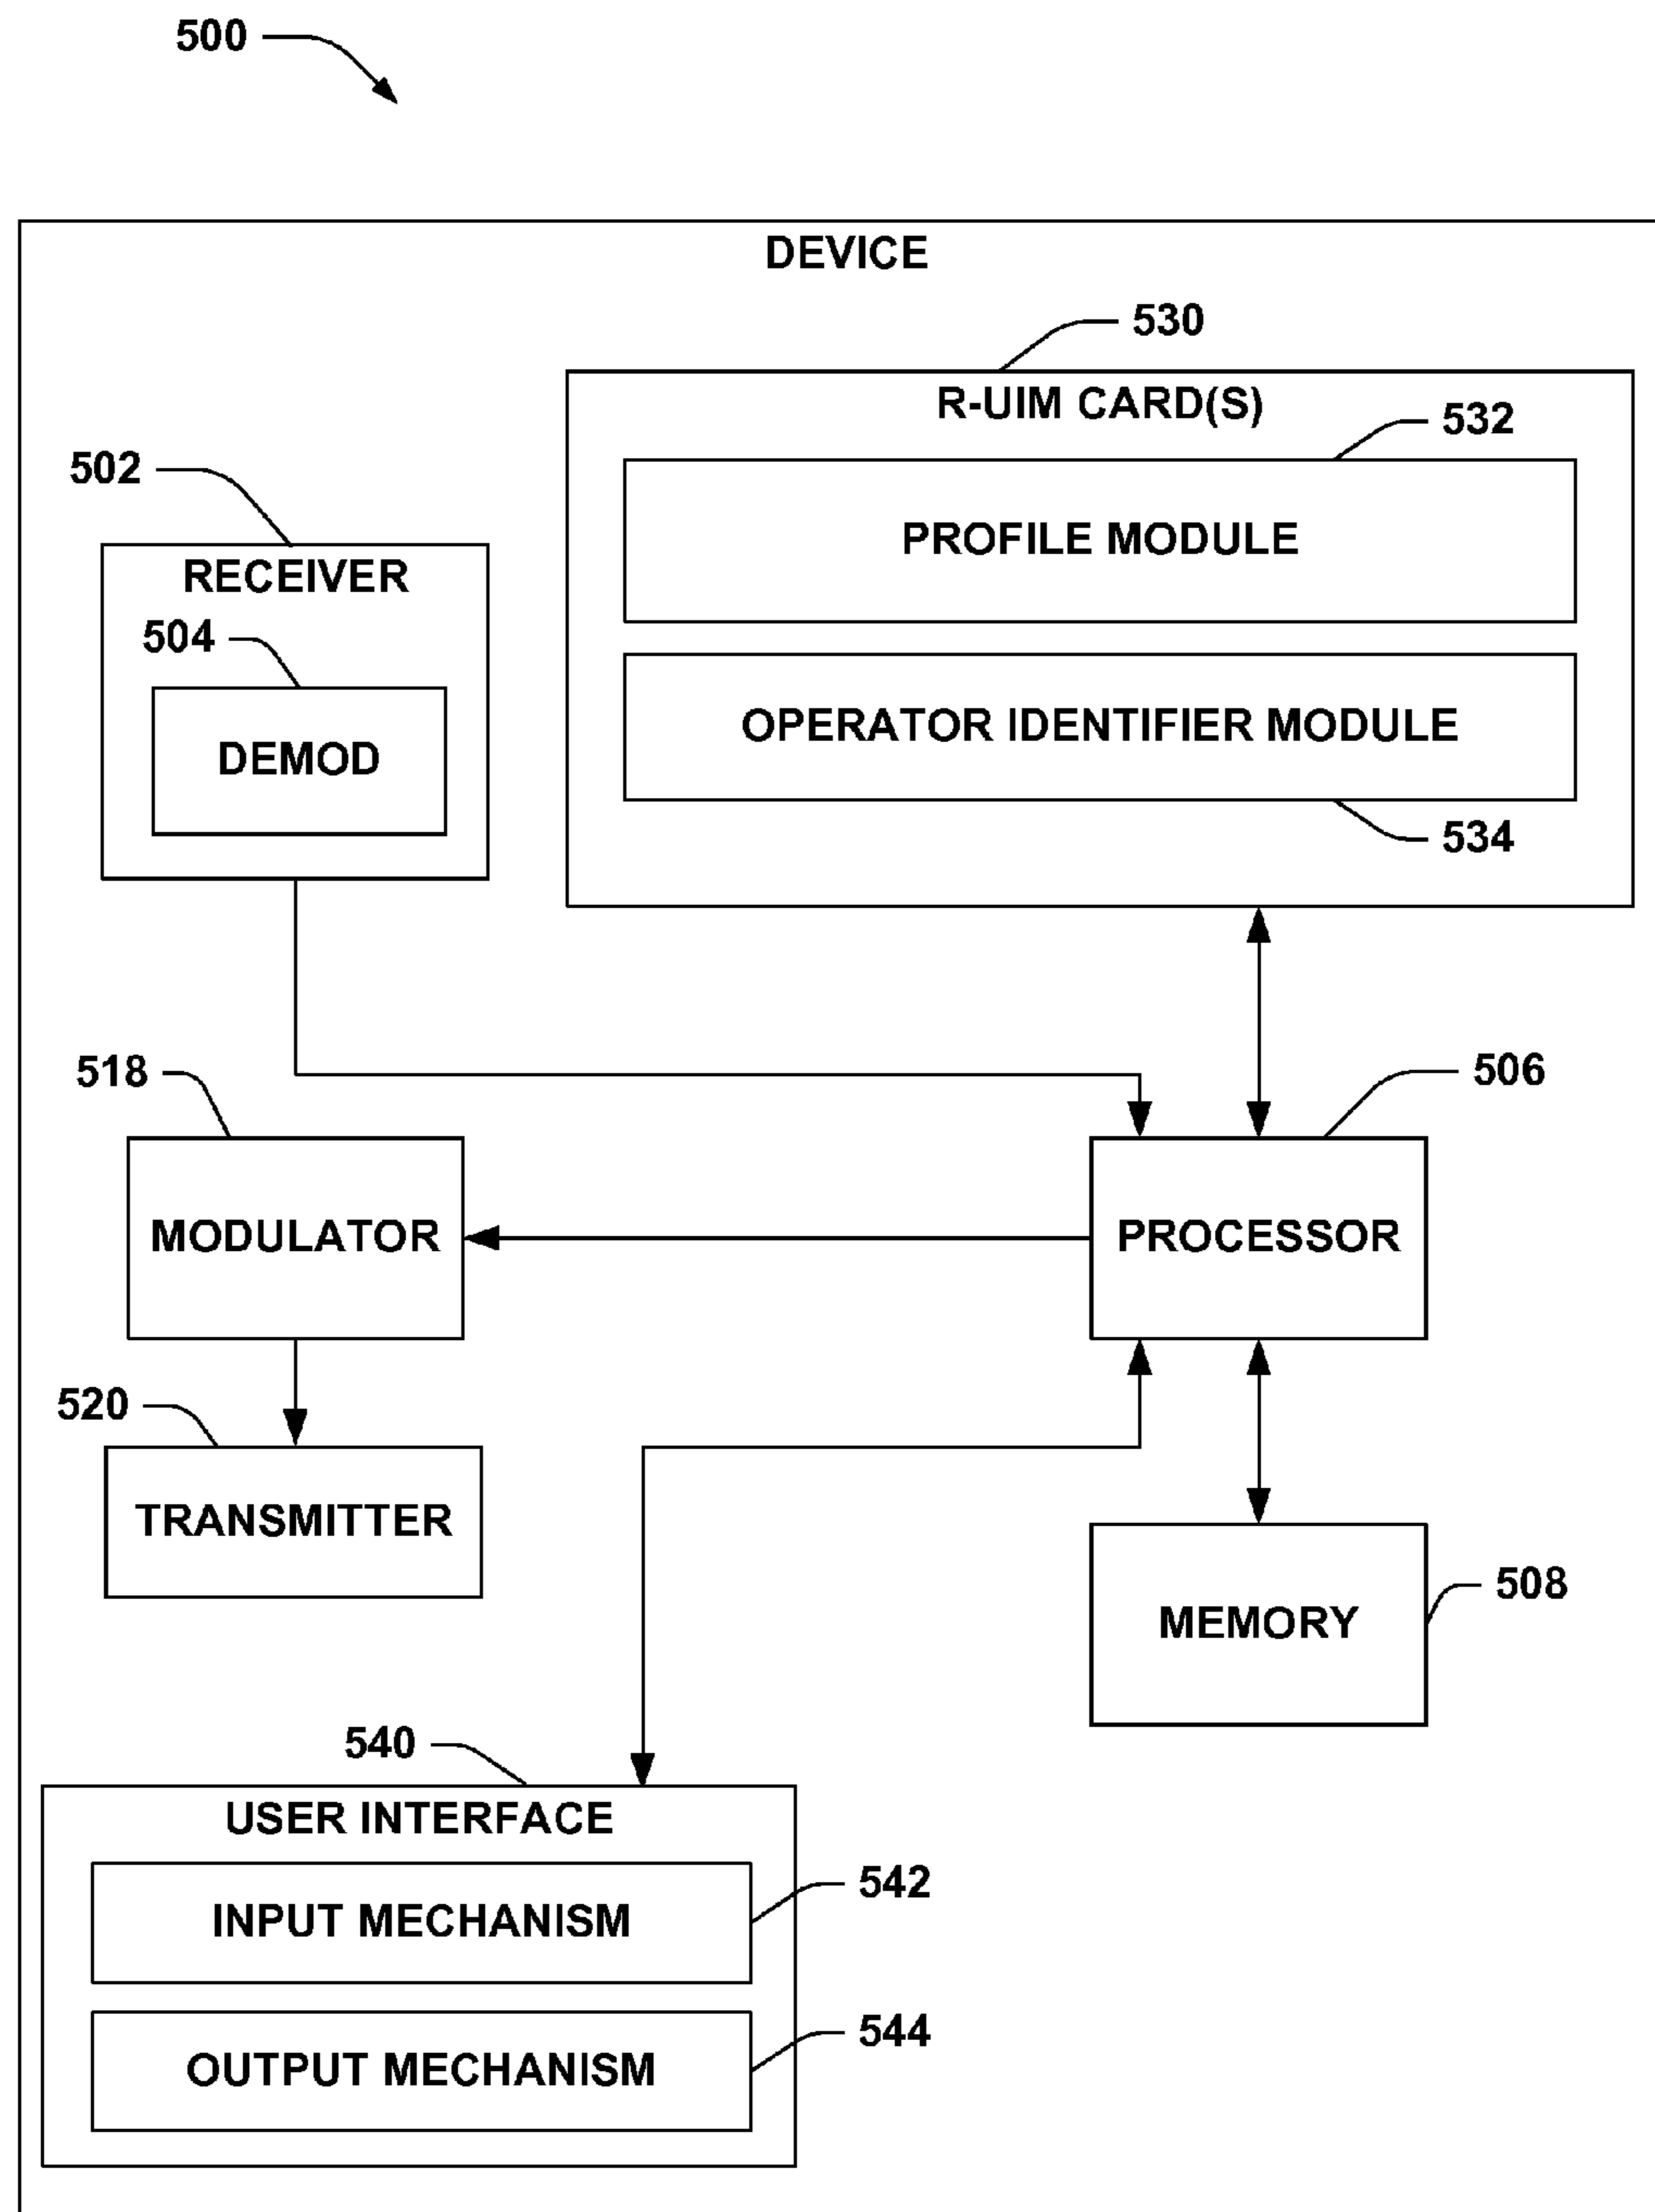 500
DEVICE
530
R-UIM CARD(S)
532
PROFILE MODULE
OPERATOR IDENTIFIER MODULE
534
502
RECEIVER
504
DEMOD
518
MODULATOR
506
PROCESSOR
520
TRANSMITTER
508
MEMORY
540
USER INTERFACE
542
INPUT MECHANISM
544
OUTPUT MECHANISM